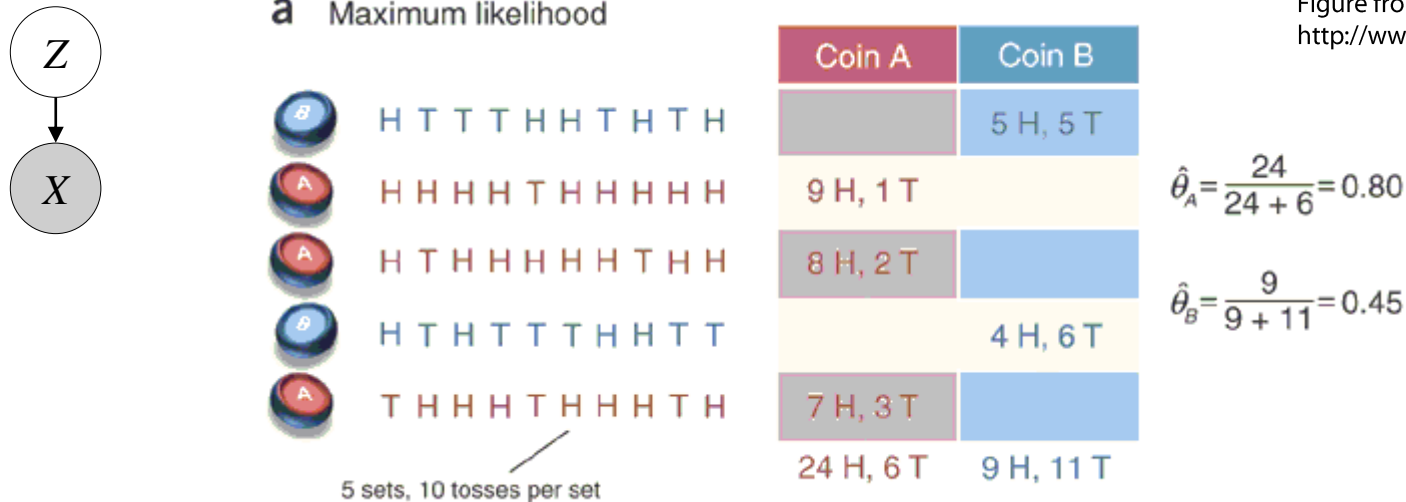 a Maximum likelihood
Figure fro
http://ww
Z
X
Coin A Coin B
B H T T T H H T H T H 5 H, 5 T
A H H H H T H H H H H 9 H, 1 T
A H T H H H H H T H H 8 H, 2 T
B H T H T T T H H T T 4 H, 6 T
A T H H H T H H H T H 7 H, 3 T
24 H, 6 T 9 H, 11 T
5 sets, 10 tosses per set
θ̂_A = 24 / (24 + 6) = 0.80
θ̂_B = 9 / (9 + 11) = 0.45